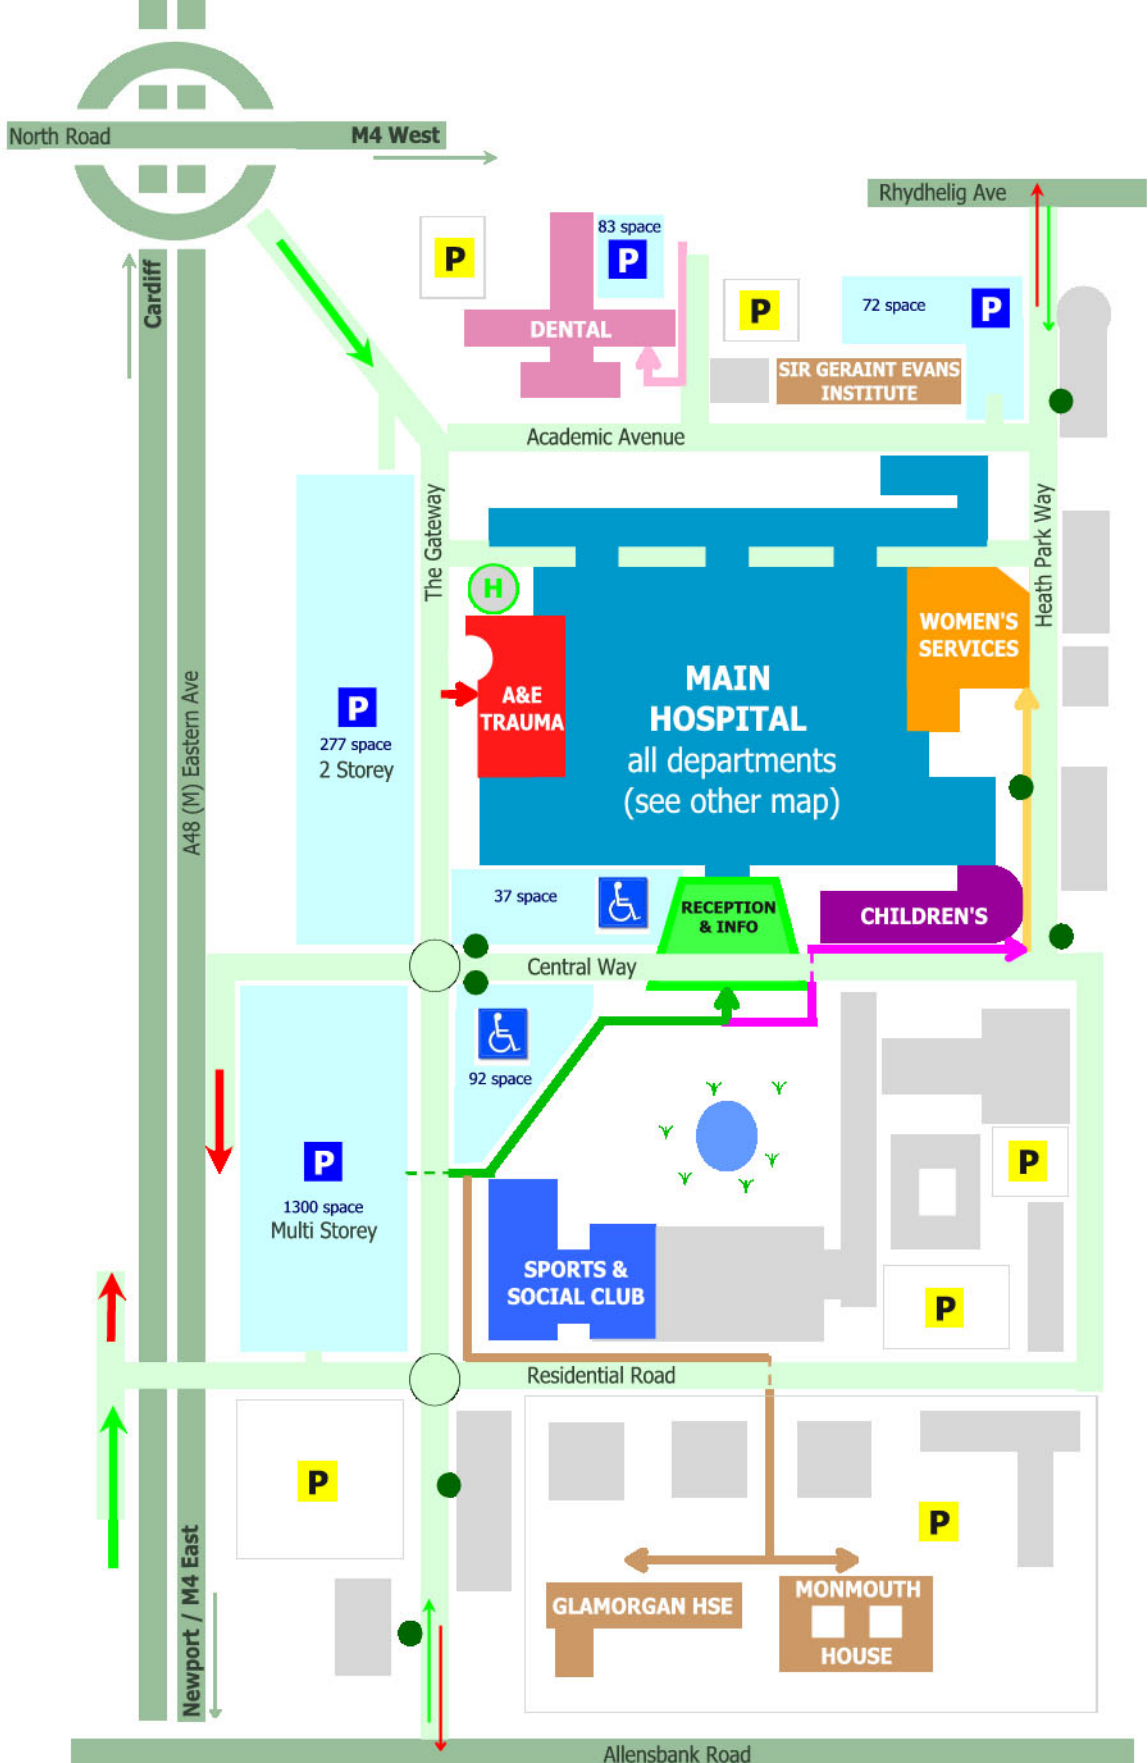 North Road
M4 West
Rhydhelig Ave
Cardiff
P
83 space
P
DENTAL
P
72 space
P
SIR GERAINT EVANS
INSTITUTE
Academic Avenue
The Gateway
Heath Park Way
H
A&E
TRAUMA
MAIN
HOSPITAL
all departments
(see other map)
WOMEN'S
SERVICES
P
277 space
2 Storey
A48 (M) Eastern Ave
37 space
RECEPTION
& INFO
CHILDREN'S
Central Way
92 space
P
1300 space
Multi Storey
P
P
SPORTS &
SOCIAL CLUB
Residential Road
P
P
Newport / M4 East
GLAMORGAN HSE
MONMOUTH
HOUSE
Allensbank Road